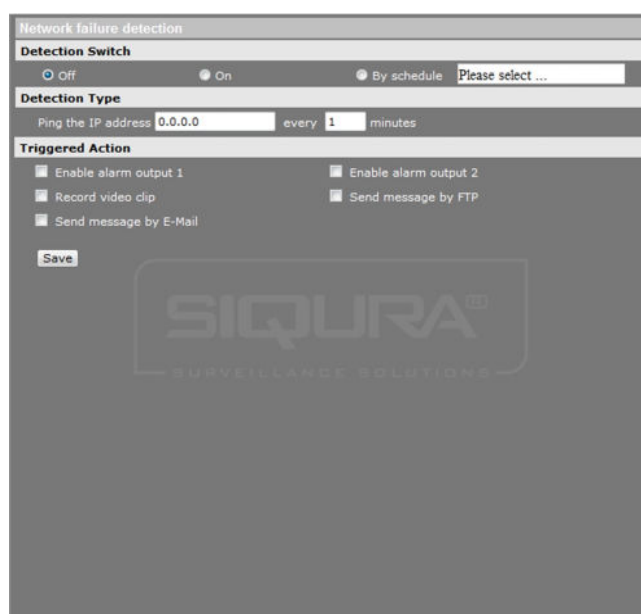 Network failure detection
Detection Switch
Off On By schedule Please select ...
Detection Type
Ping the IP address 0.0.0.0 every 1 minutes
Triggered Action
Enable alarm output 1 Enable alarm output 2
Record video clip Send message by FTP
Send message by E-Mail
Save
SIQURA
SURVEILLANCE SOLUTIONS